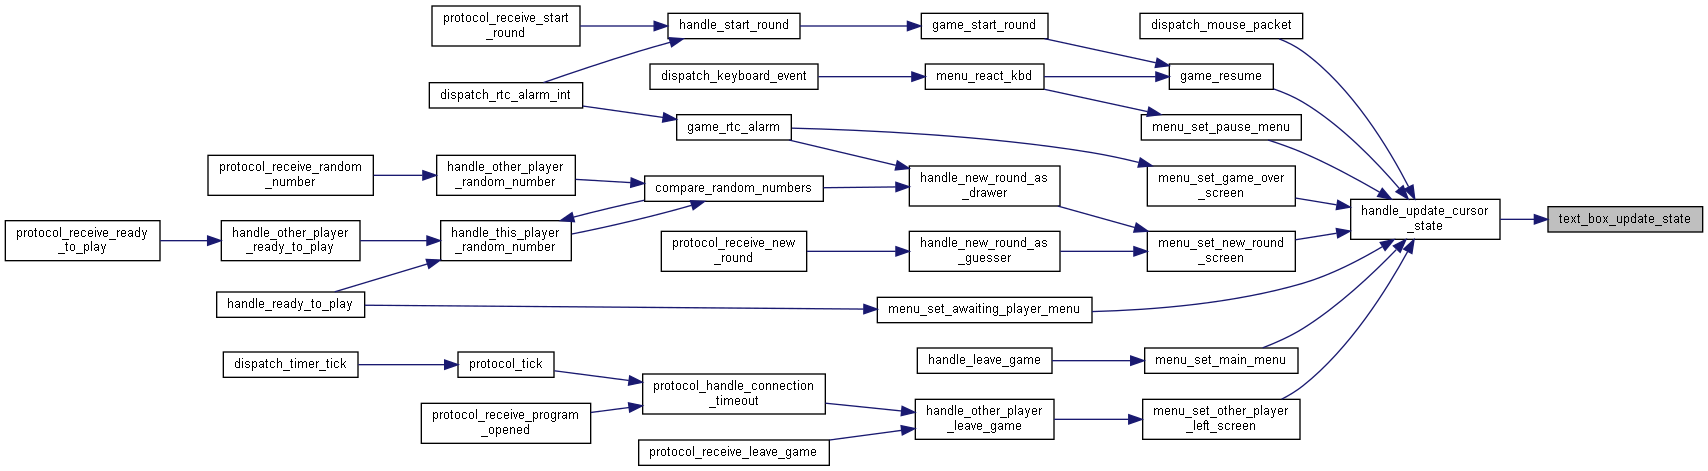 protocol_receive_start
_round
handle_start_round
game_start_round
dispatch_mouse_packet
dispatch_keyboard_event
menu_react_kbd
game_resume
dispatch_rtc_alarm_int
game_rtc_alarm
menu_set_pause_menu
protocol_receive_random
_number
handle_other_player
_random_number
compare_random_numbers
handle_new_round_as
_drawer
menu_set_game_over
_screen
handle_update_cursor
_state
text_box_update_state
protocol_receive_ready
_to_play
handle_other_player
_ready_to_play
handle_this_player
_random_number
protocol_receive_new
_round
handle_new_round_as
_guesser
menu_set_new_round
_screen
handle_ready_to_play
menu_set_awaiting_player_menu
dispatch_timer_tick
protocol_tick
handle_leave_game
menu_set_main_menu
protocol_handle_connection
_timeout
protocol_receive_program
_opened
handle_other_player
_leave_game
menu_set_other_player
_left_screen
protocol_receive_leave_game